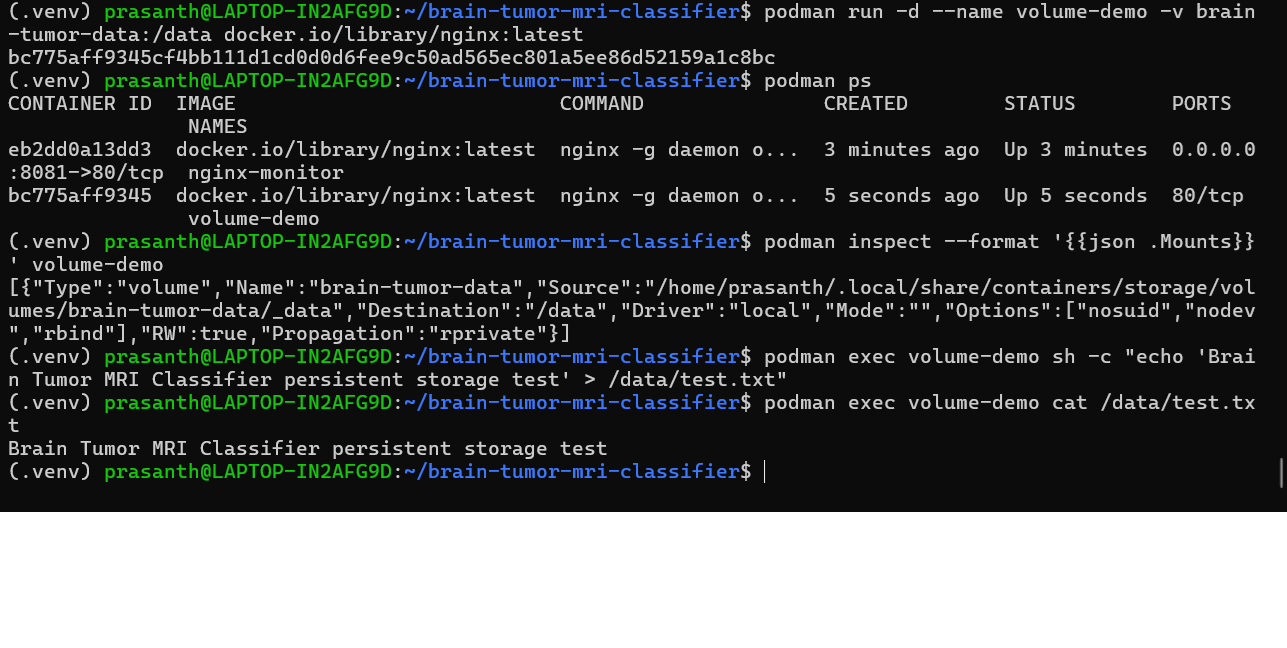 (.venv) prasanth@LAPTOP-IN2AFG9D:~/brain-tumor-mri-classifier$ podman run -d --name volume-demo -v brain
-tumor-data:/data docker.io/library/nginx:latest
bc775aff9345cf4bb111d1cd0d0d6fee9c50ad565ec801a5ee86d52159a1c8bc
(.venv) prasanth@LAPTOP-IN2AFG9D:~/brain-tumor-mri-classifier$ podman ps
CONTAINER ID  IMAGE                           COMMAND               CREATED        STATUS        PORTS
               NAMES
eb2dd0a13dd3  docker.io/library/nginx:latest  nginx -g daemon o...  3 minutes ago  Up 3 minutes  0.0.0.0
:8081->80/tcp  nginx-monitor
bc775aff9345  docker.io/library/nginx:latest  nginx -g daemon o...  5 seconds ago  Up 5 seconds  80/tcp
               volume-demo
(.venv) prasanth@LAPTOP-IN2AFG9D:~/brain-tumor-mri-classifier$ podman inspect --format '{{json .Mounts}}
' volume-demo
[{"Type":"volume","Name":"brain-tumor-data","Source":"/home/prasanth/.local/share/containers/storage/vol
umes/brain-tumor-data/_data","Destination":"/data","Driver":"local","Mode":"","Options":["nosuid","nodev
","rbind"],"RW":true,"Propagation":"rprivate"}]
(.venv) prasanth@LAPTOP-IN2AFG9D:~/brain-tumor-mri-classifier$ podman exec volume-demo sh -c "echo 'Brai
n Tumor MRI Classifier persistent storage test' > /data/test.txt"
(.venv) prasanth@LAPTOP-IN2AFG9D:~/brain-tumor-mri-classifier$ podman exec volume-demo cat /data/test.tx
t
Brain Tumor MRI Classifier persistent storage test
(.venv) prasanth@LAPTOP-IN2AFG9D:~/brain-tumor-mri-classifier$